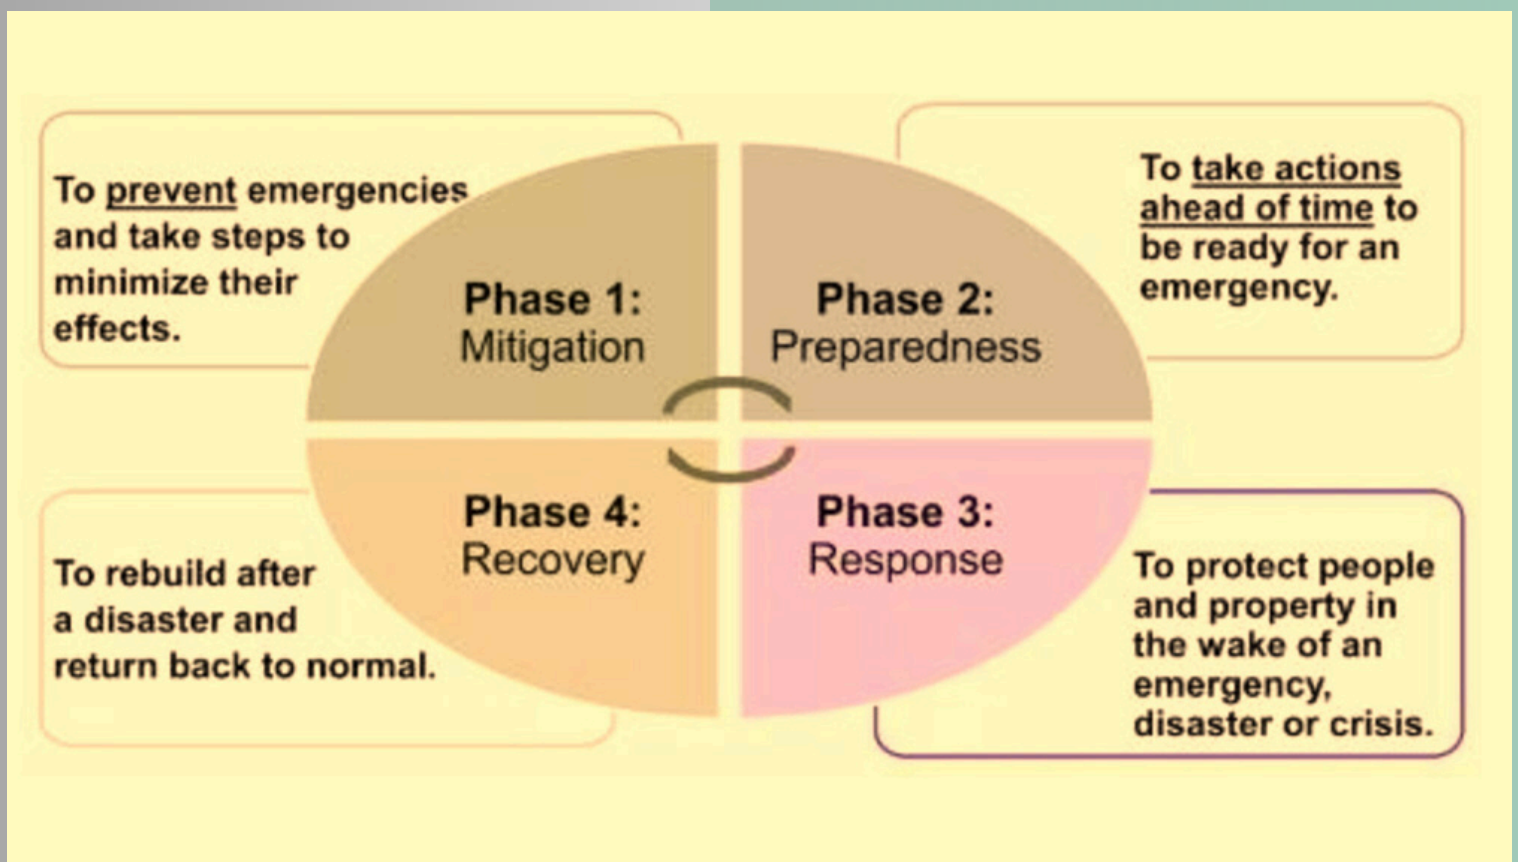 To prevent emergencies
and take steps to
minimize their
effects.
Phase 1:
Mitigation
Phase 2:
Preparedness
To take actions
ahead of time to
be ready for an
emergency.
To rebuild after
a disaster and
return back to normal.
Phase 4:
Recovery
Phase 3:
Response
To protect people
and property in
the wake of an
emergency,
disaster or crisis.